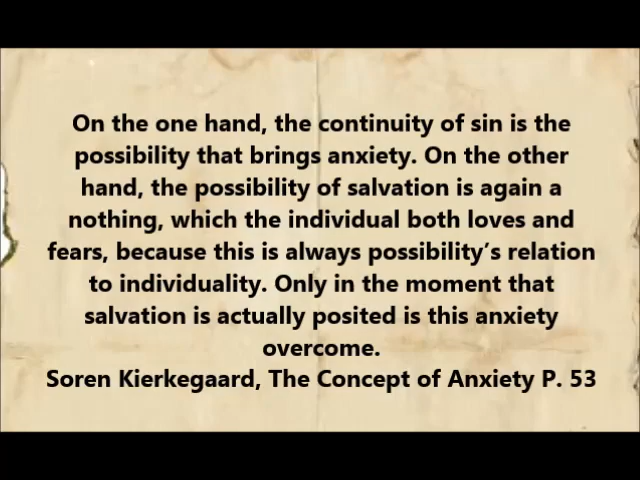 On the one hand, the continuity of sin is the
possibility that brings anxiety. On the other
hand, the possibility of salvation is again a
nothing, which the individual both loves and
fears, because this is always possibility’s relation
to individuality. Only in the moment that
salvation is actually posited is this anxiety
overcome.
Soren Kierkegaard, The Concept of Anxiety P. 53